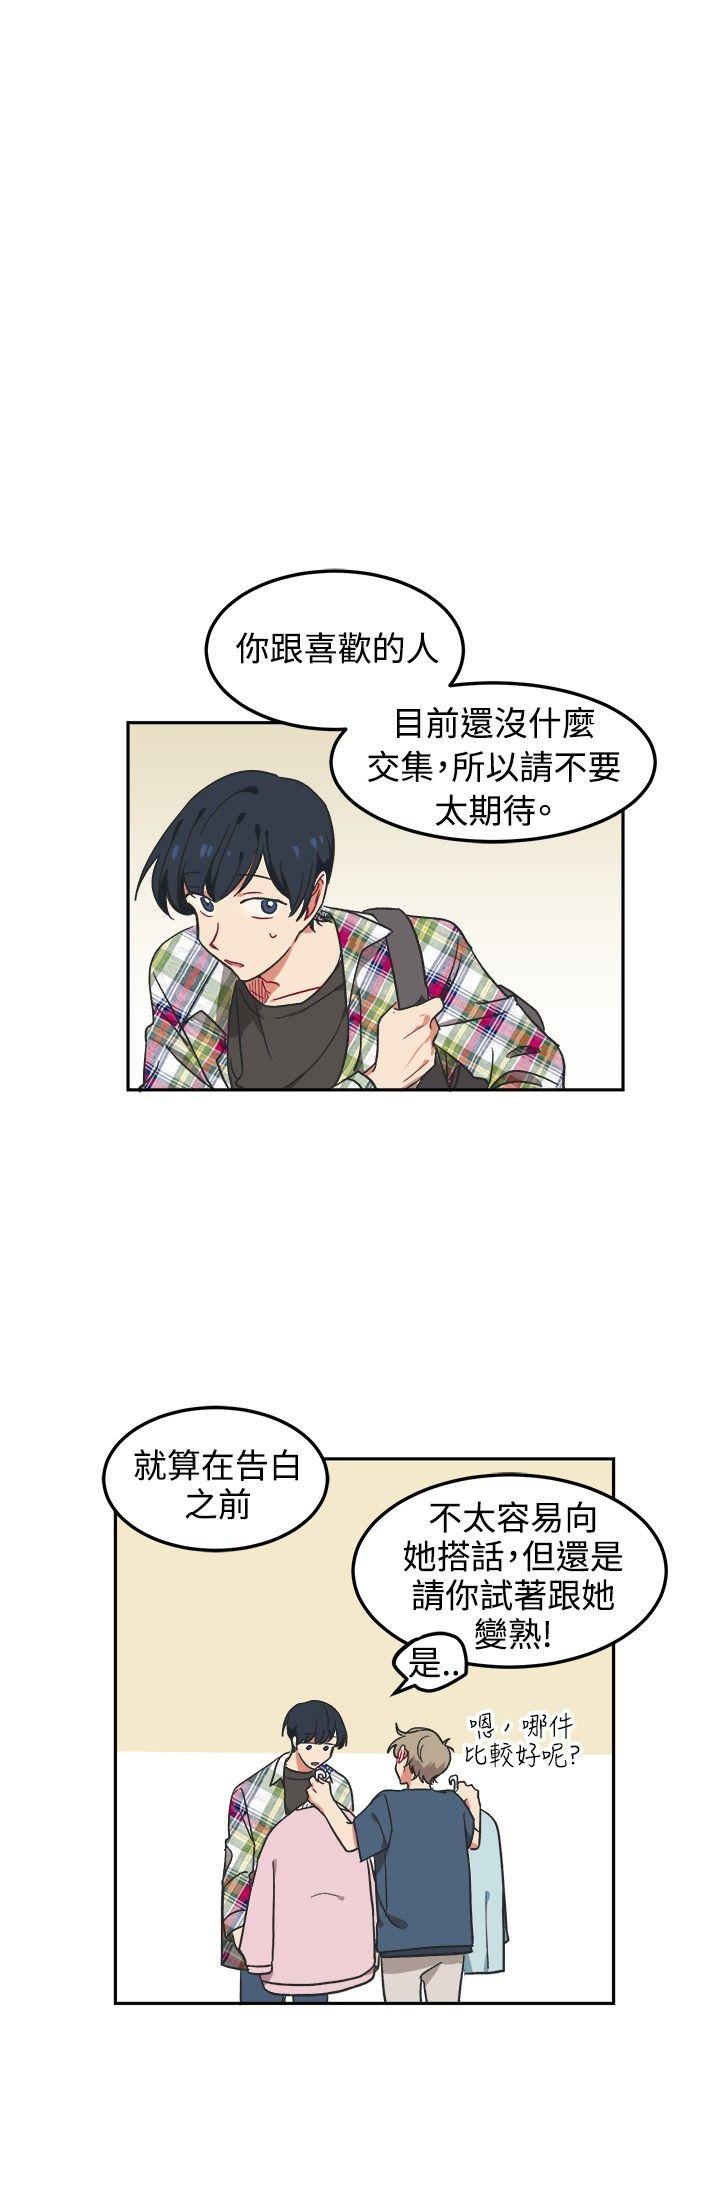 你跟喜歡的人
目前還沒什麼
交集，所以請不要
太期待。
就算在告白
之前
不太容易向
她搭話，但還是
請你試著跟她
變熟！
是..
嗯，哪件
比較好呢？